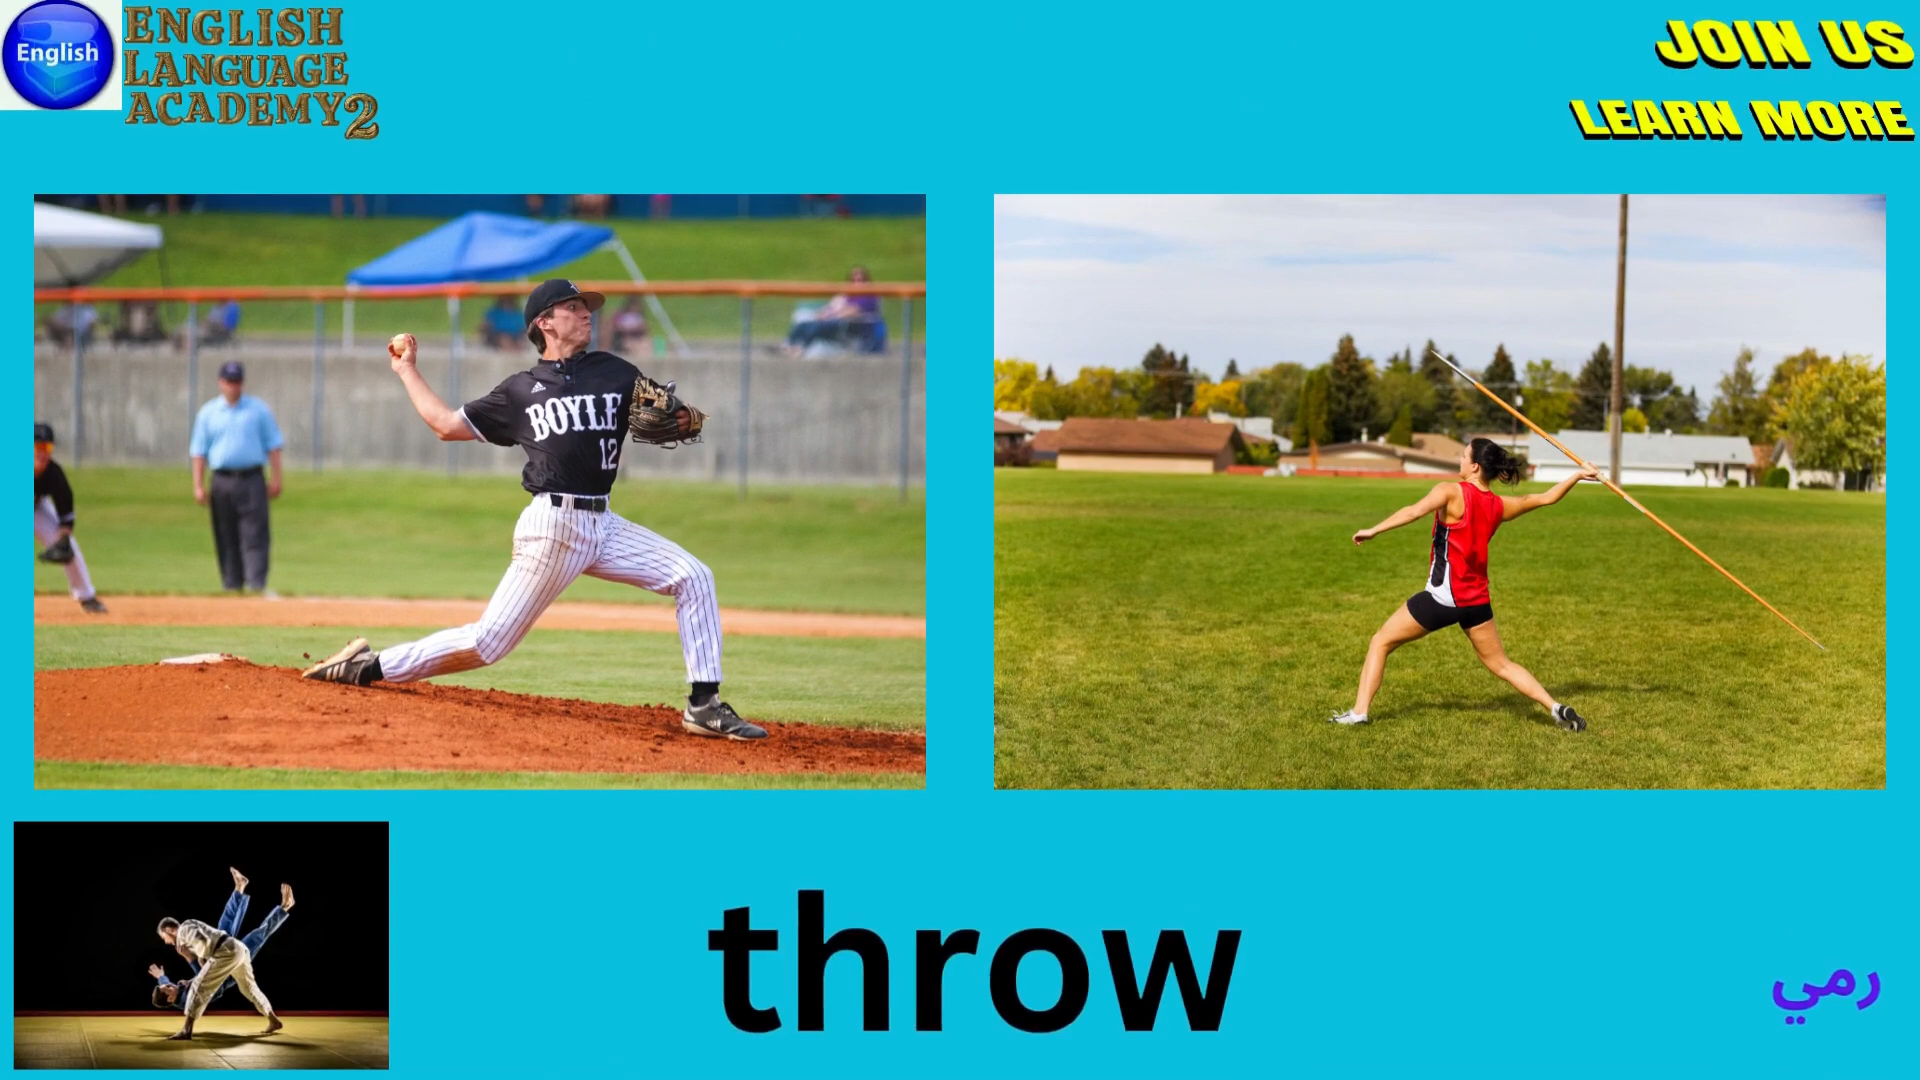 English
ENGLISH
LANGUAGE
ACADEMY2
JOIN US
LEARN MORE
BOYLE
12
throw
رمي